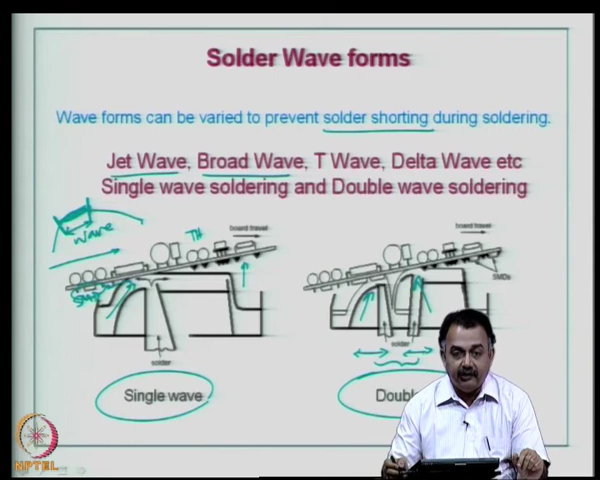 Solder Wave forms
Wave forms can be varied to prevent solder shorting during soldering.
Jet Wave, Broad Wave, T Wave, Delta Wave etc
Single wave soldering and Double wave soldering
wave
TH
board travel
board travel
SMDs
solder
solder
Single wave
Doub
NPTEL